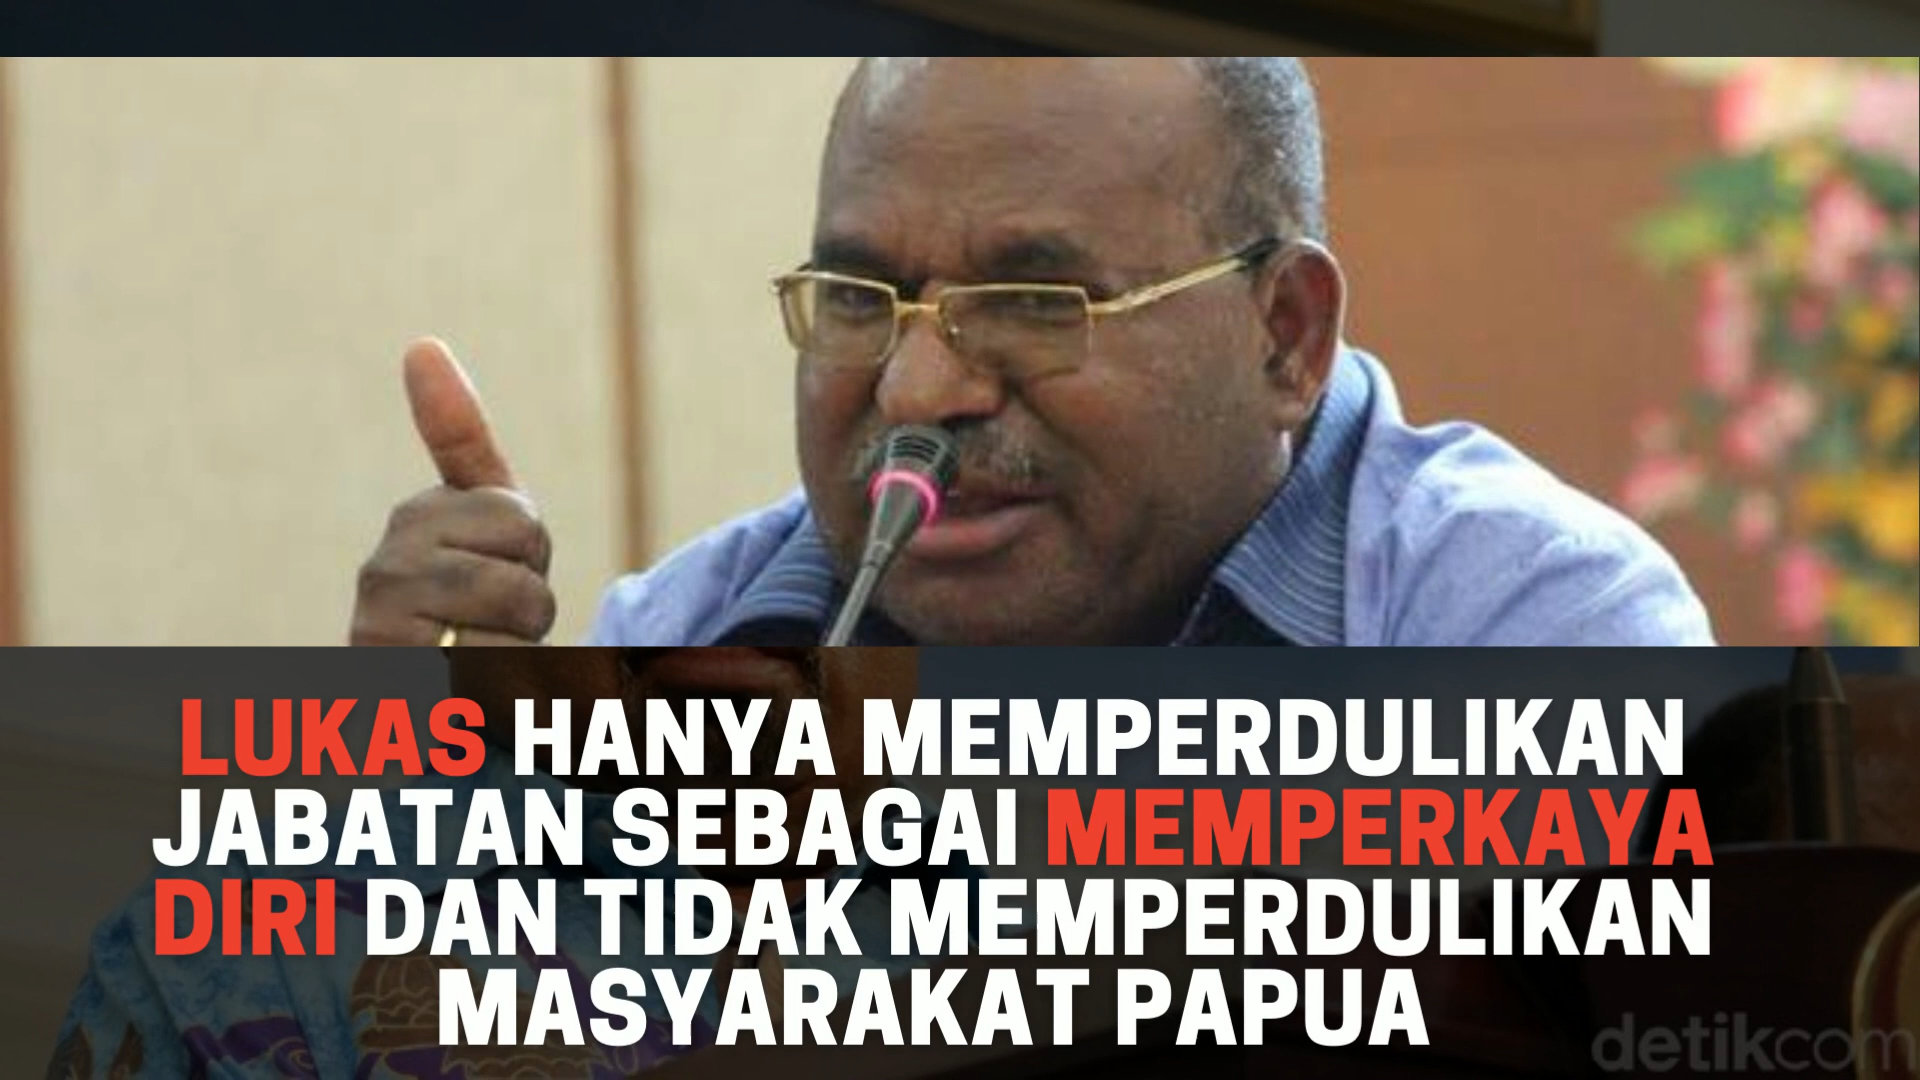 LUKAS HANYA MEMPERDULIKAN
JABATAN SEBAGAI MEMPERKAYA
DIRI DAN TIDAK MEMPERDULIKAN
MASYARAKAT PAPUA
detikcom